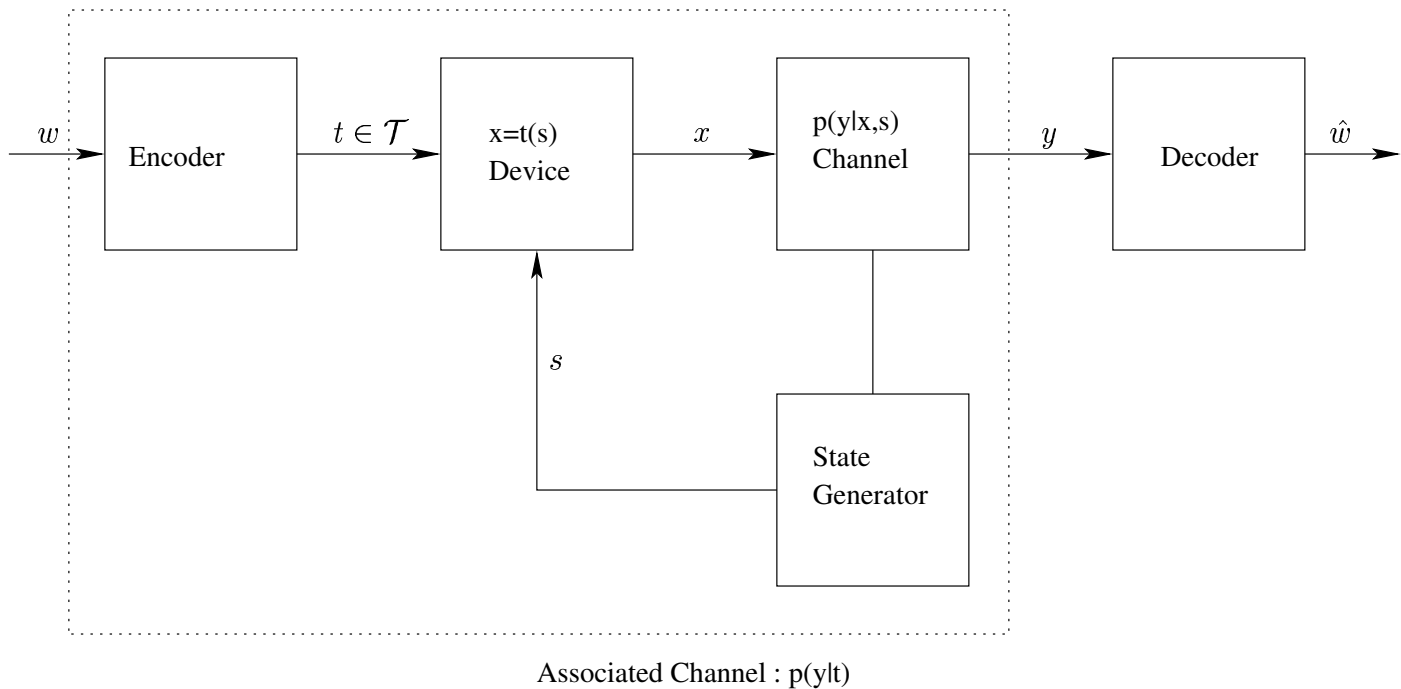 w
Encoder
t ∈ 𝒯
x=t(s)
Device
x
p(y|x,s)
Channel
y
Decoder
ŵ
s
State
Generator
Associated Channel : p(y|t)